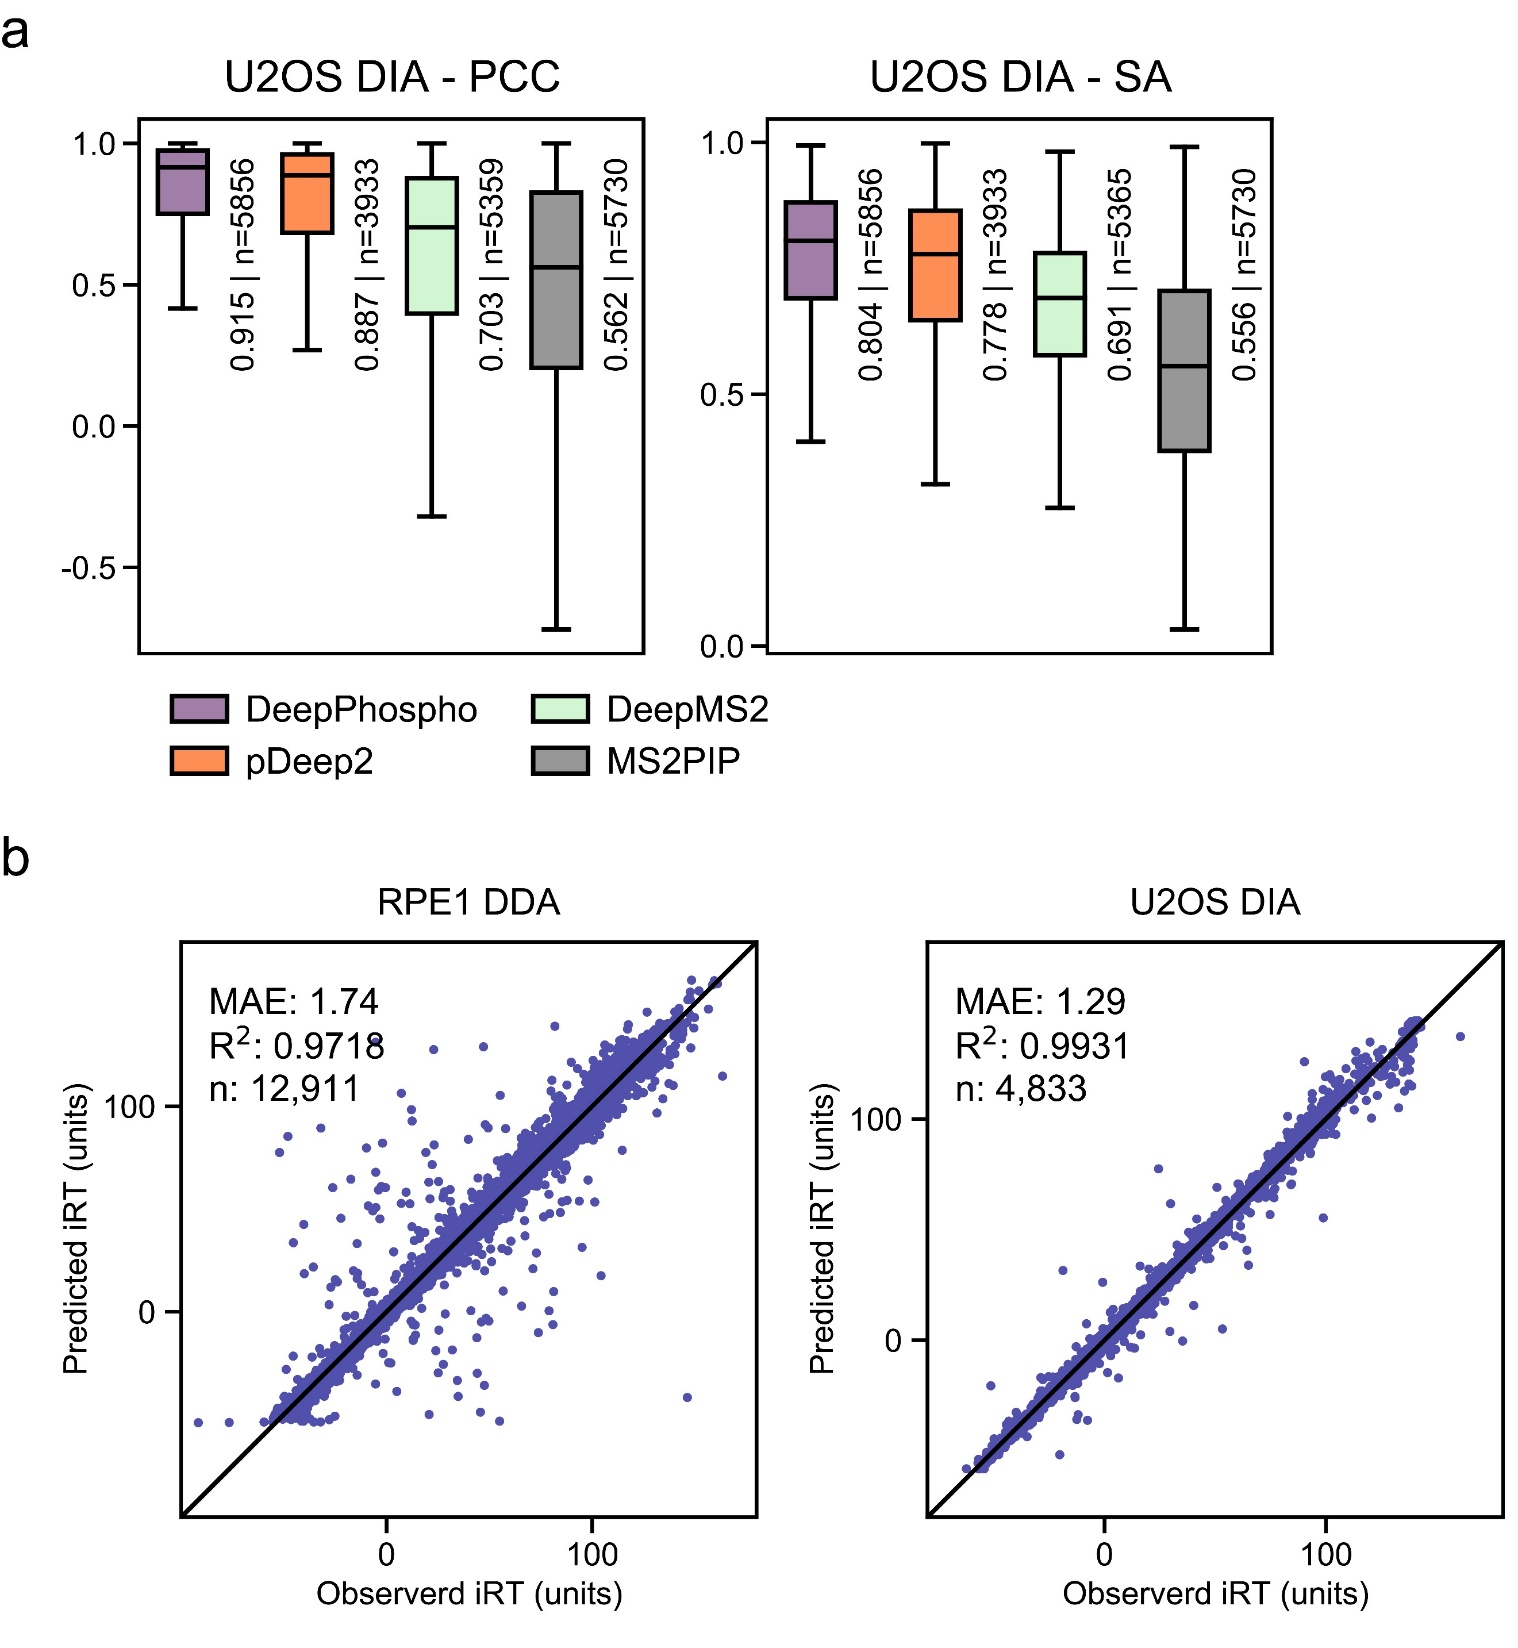 a
U2OS DIA - PCC
1.0
0.5
0.0
-0.5
0.915 | n=5856
0.887 | n=3933
0.703 | n=5359
0.562 | n=5730
U2OS DIA - SA
1.0
0.5
0.0
0.804 | n=5856
0.778 | n=3933
0.691 | n=5365
0.556 | n=5730
DeepPhospho
DeepMS2
pDeep2
MS2PIP
b
RPE1 DDA
MAE: 1.74
R²: 0.9718
n: 12,911
Predicted iRT (units)
100
0
0
100
Observerd iRT (units)
U2OS DIA
MAE: 1.29
R²: 0.9931
n: 4,833
Predicted iRT (units)
100
0
0
100
Observerd iRT (units)